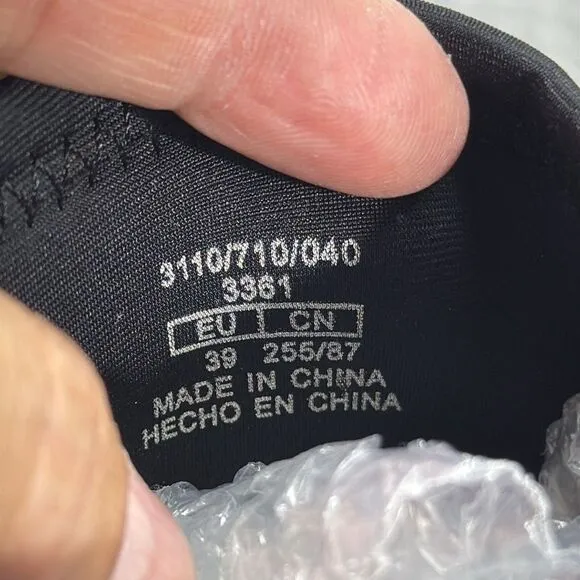 3110/710/040
3361
EU CN
39 255/87
MADE IN CHINA
HECHO EN CHINA